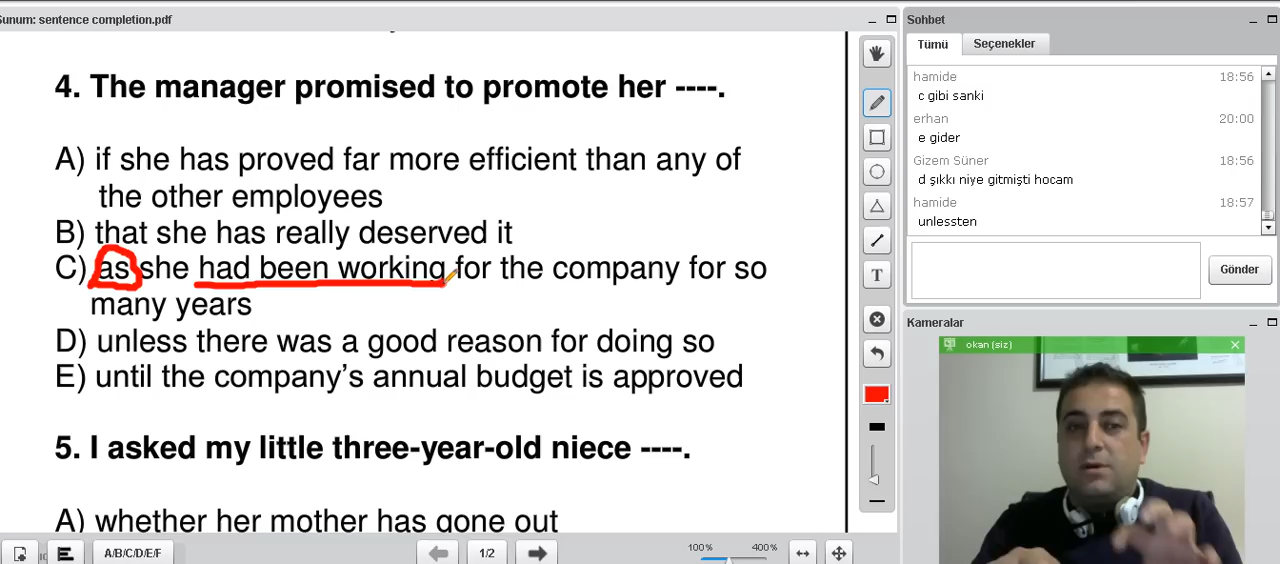 Sunum: sentence completion.pdf
4. The manager promised to promote her ----.
A) if she has proved far more efficient than any of
the other employees
B) that she has really deserved it
C) as she had been working for the company for so
many years
D) unless there was a good reason for doing so
E) until the company's annual budget is approved
5. I asked my little three-year-old niece ----.
A) whether her mother has gone out
T
A/B/C/D/E/F
1/2
100%
400%
Sohbet
Tümü
Seçenekler
hamide 18:56
c gibi sanki
erhan 20:00
e gider
Gizem Süner 18:56
d şıkkı niye gitmişti hocam
hamide 18:57
unlessten
Gönder
Kameralar
okan (siz)